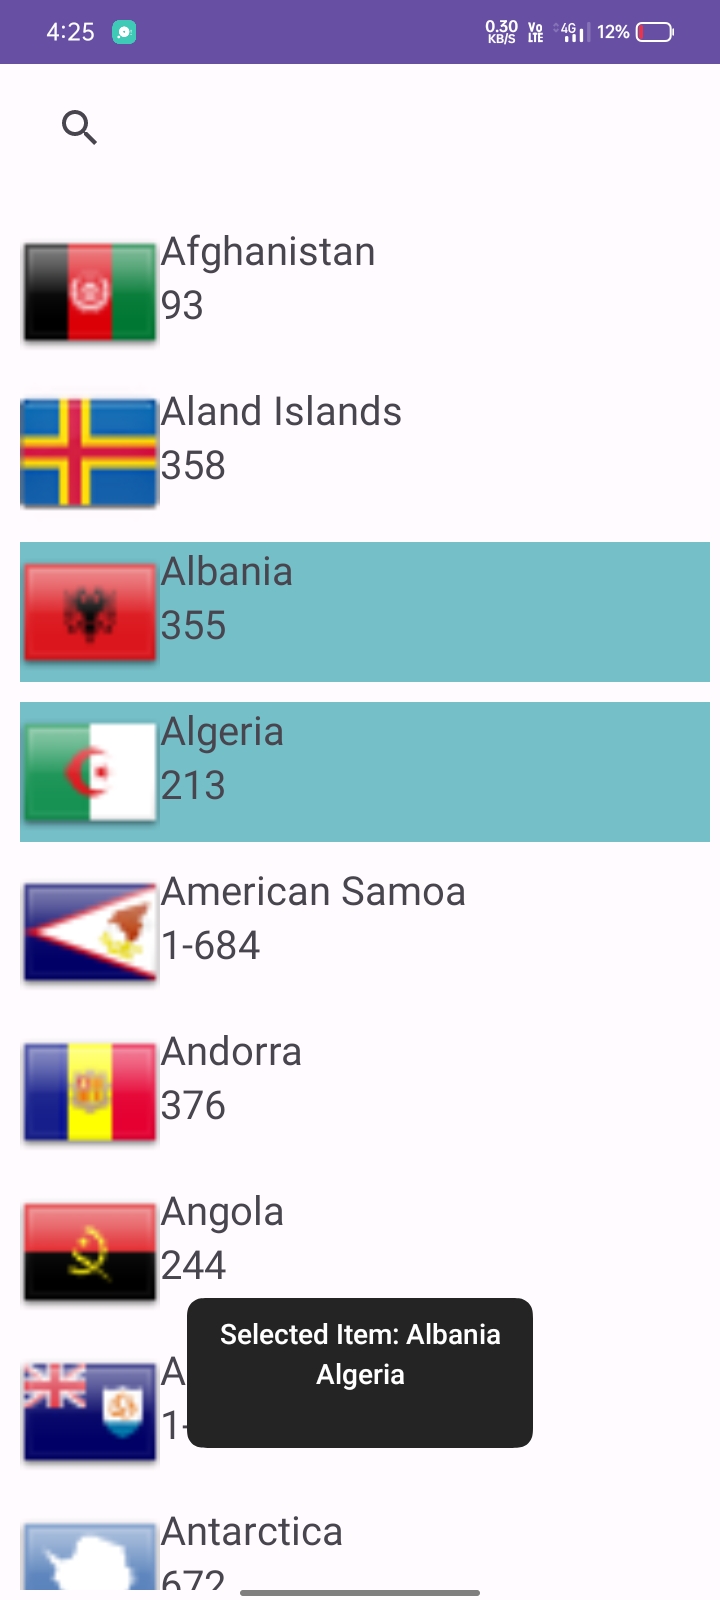 4:25 0.30 KB/S Vo LTE 4G 12%
Afghanistan
93
Aland Islands
358
Albania
355
Algeria
213
American Samoa
1-684
Andorra
376
Angola
244
Selected Item: Albania
Algeria
A
1-
Antarctica
672